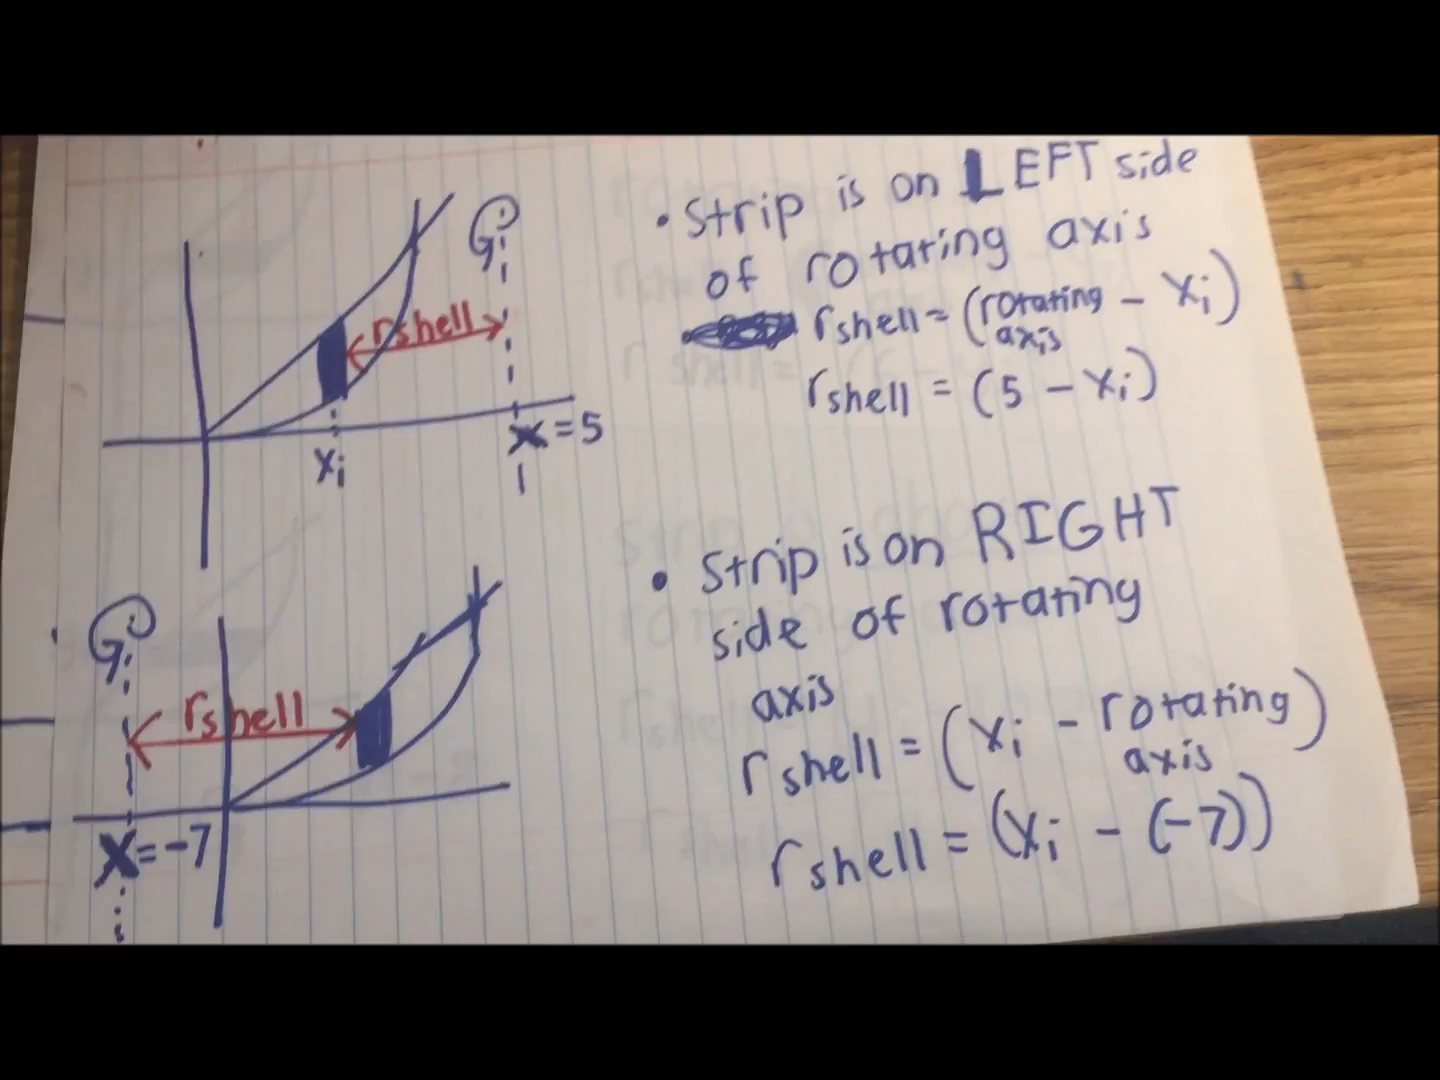 • Strip is on LEFT side
of rotating axis
rshell = (rotating axis - xi)
rshell = (5 - xi)
rshell
xi
x = 5
• Strip is on RIGHT
side of rotating
axis
rshell = (xi - rotating axis)
rshell = (xi - (-7))
rshell
x = -7